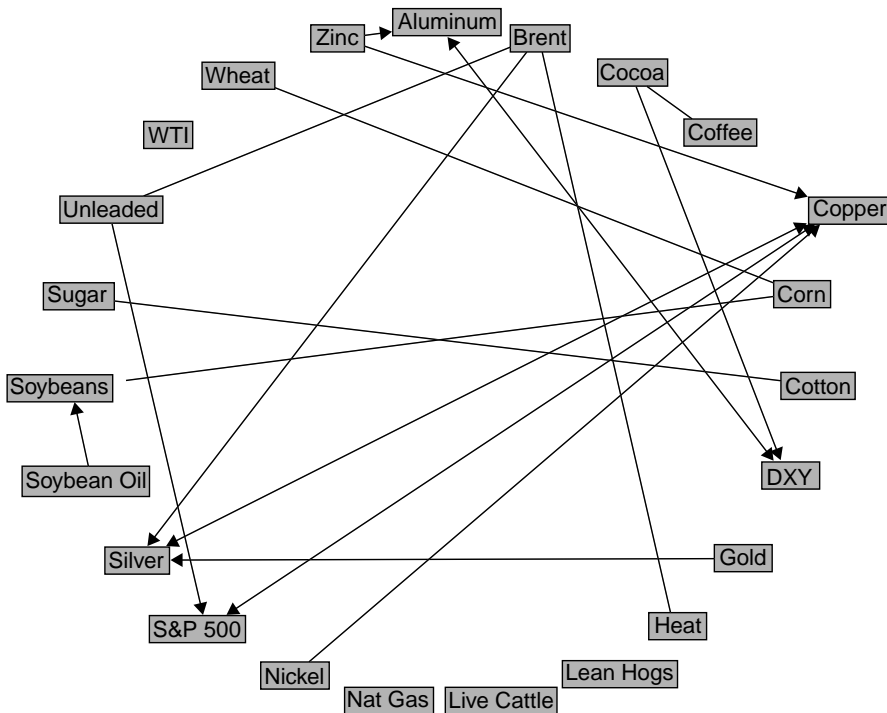 Aluminum
Zinc
Brent
Wheat
Cocoa
WTI
Coffee
Unleaded
Copper
Sugar
Corn
Soybeans
Cotton
Soybean Oil
DXY
Silver
Gold
S&P 500
Heat
Nickel
Lean Hogs
Nat Gas
Live Cattle